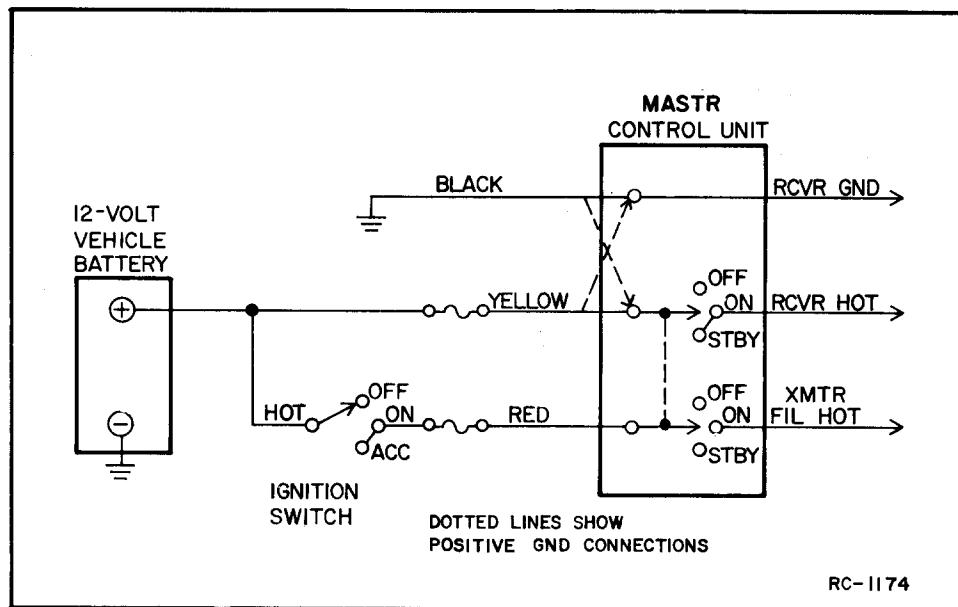 MASTR
CONTROL UNIT
BLACK
RCVR GND
12-VOLT
VEHICLE
BATTERY
+
YELLOW
OFF
ON
RCVR HOT
STBY
HOT
OFF
ON
ACC
RED
OFF
ON
XMTR
FIL HOT
STBY
−
IGNITION
SWITCH
DOTTED LINES SHOW
POSITIVE GND CONNECTIONS
RC-1174